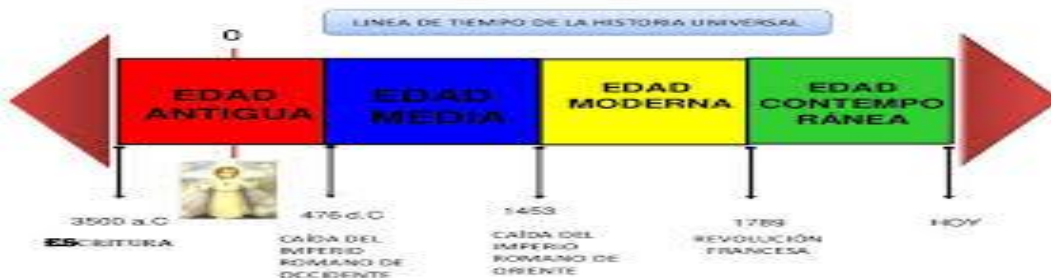 LINEA DE TIEMPO DE LA HISTORIA UNIVERSAL
0
EDAD
ANTIGUA
EDAD
MEDIA
EDAD
MODERNA
EDAD
CONTEMPO
RÁNEA
3500 a.C
ESCRITURA
476 d.C
CAÍDA DEL
IMPERIO
ROMANO DE
OCCIDENTE
1453
CAÍDA DEL
IMPERIO
ROMANO DE
ORIENTE
1789
REVOLUCIÓN
FRANCESA
HOY